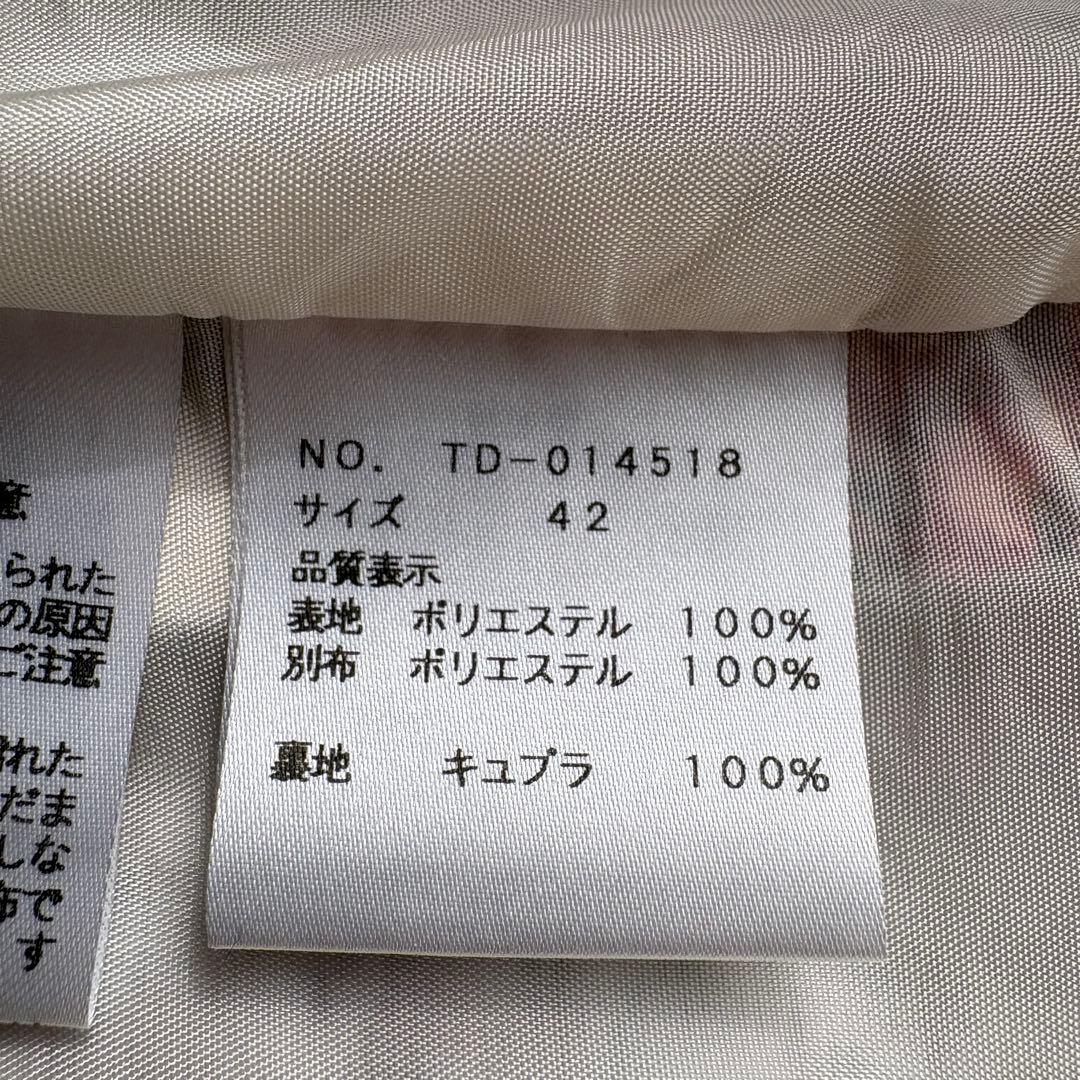 意
られた
の原因
ご注意
れた
だま
しな
布で
す
NO. TD-014518
サイズ 42
品質表示
表地 ポリエステル 100%
別布 ポリエステル 100%
裏地 キュプラ 100%